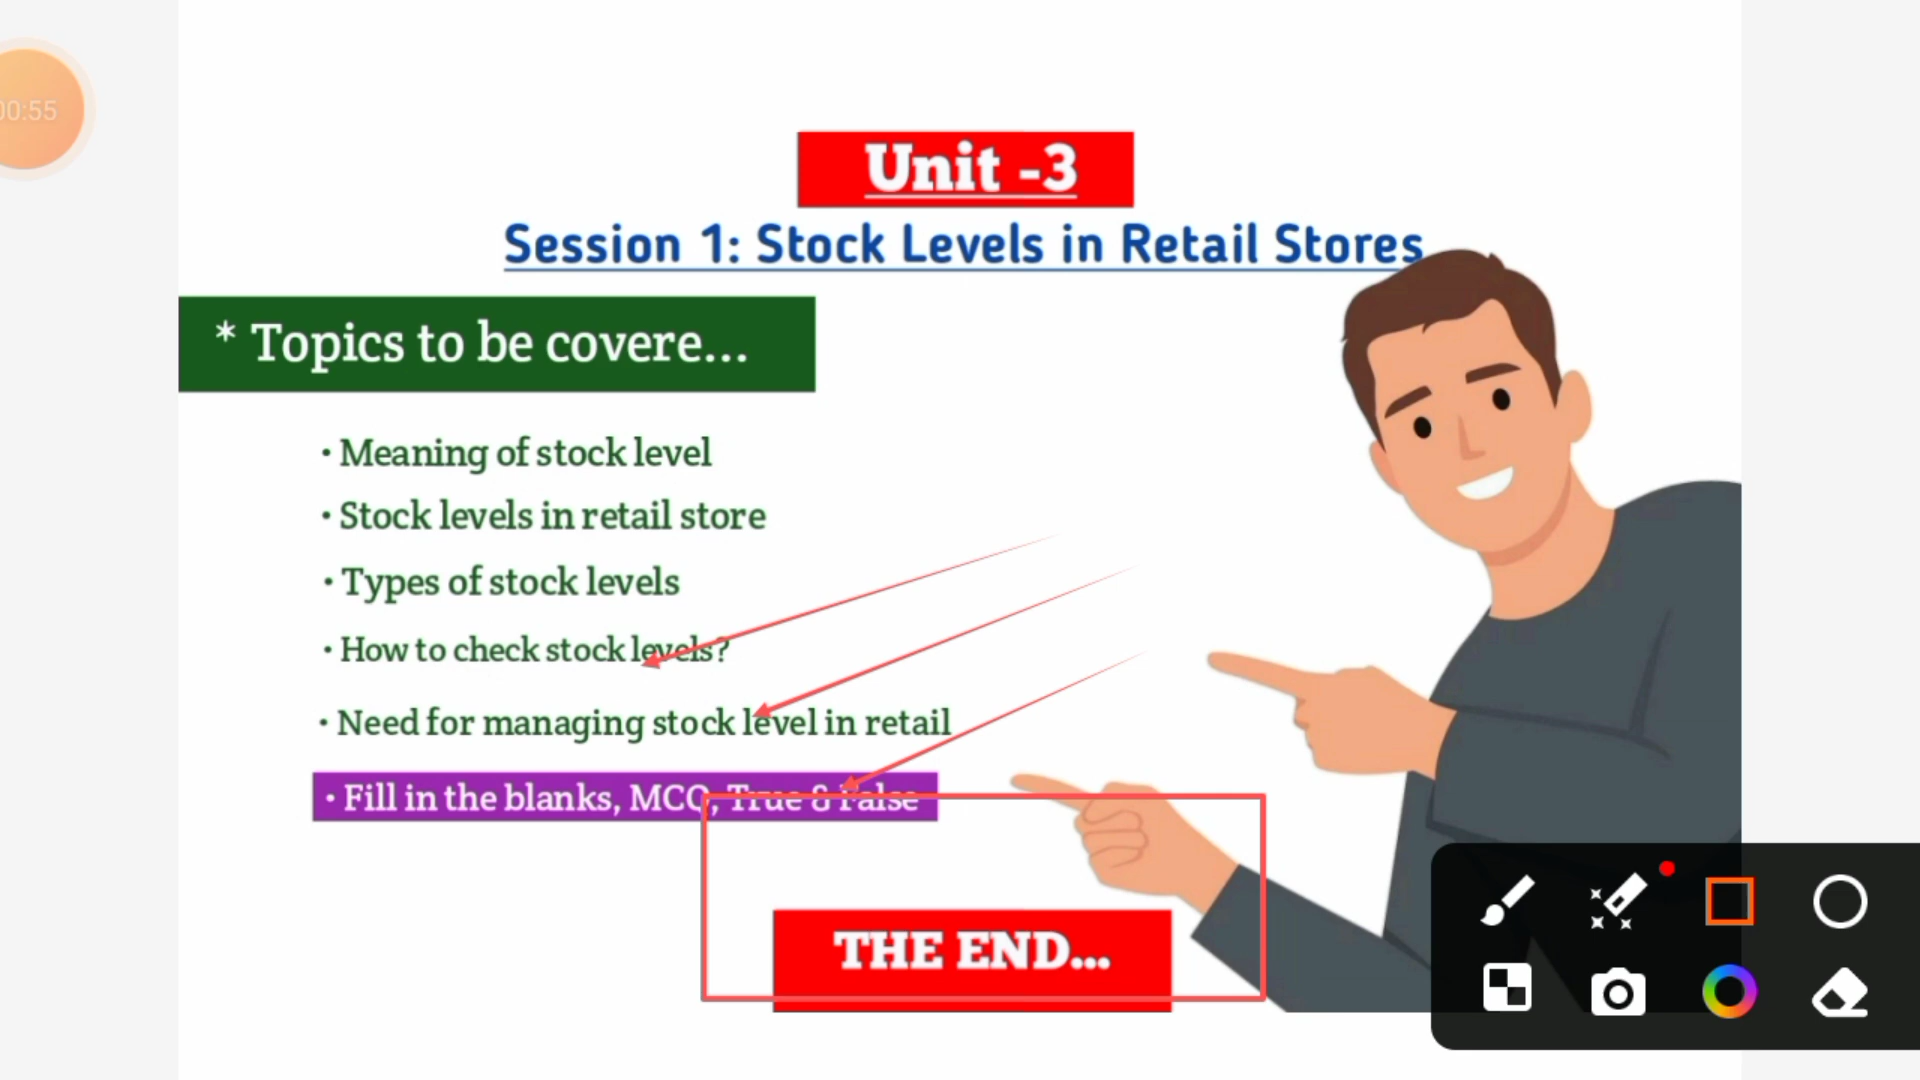 00:55
Unit -3
Session 1: Stock Levels in Retail Stores
* Topics to be covere...
• Meaning of stock level
• Stock levels in retail store
• Types of stock levels
• How to check stock levels?
• Need for managing stock level in retail
• Fill in the blanks, MCQ, True & False
THE END...